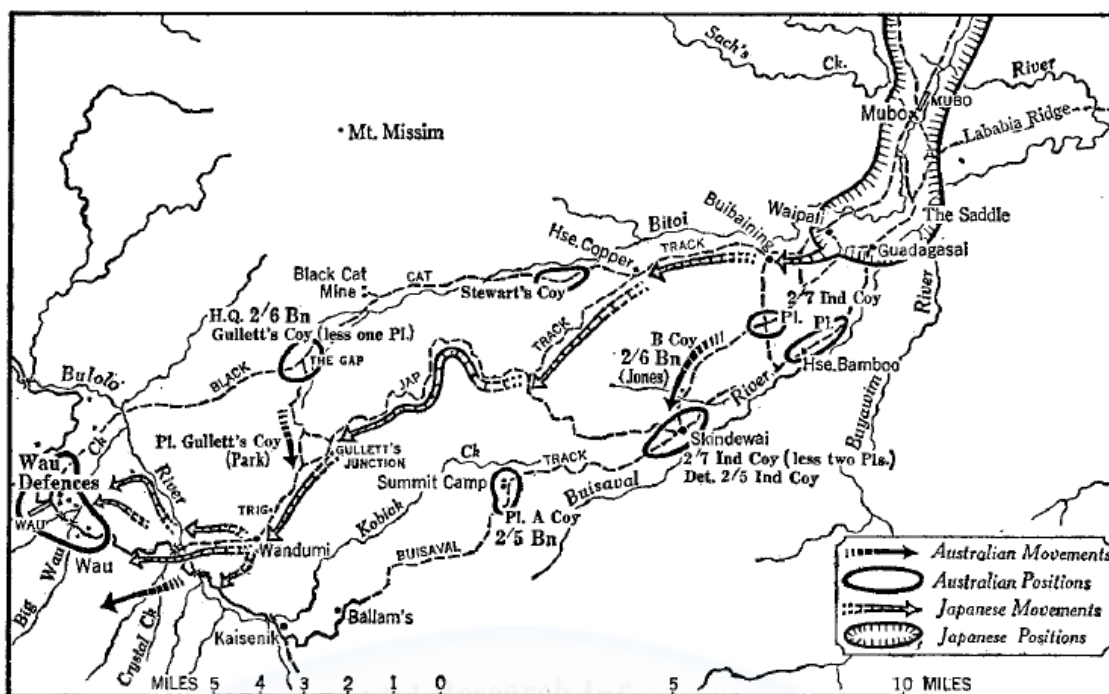 Sach's
Ck.
River
Mubo
MUBO
Lababia Ridge
Mt. Missim
Waipali
The Saddle
Buibaining
Bitoi
Guadagasal
River
Hse. Copper
TRACK
Black Cat
Mine
CAT
Stewart's Coy
2/7 Ind Coy
Pl.
Pl.
H.Q. 2/6 Bn
Gullett's Coy (less one Pl.)
THE GAP
TRACK
B Coy
2/6 Bn
(Jones)
Hse. Bamboo
River
Bulolo
BLACK
JAP
Buyawim
Ck
Pl. Gullett's Coy
(Park)
GULLETT'S
JUNCTION
Skindewai
2/7 Ind Coy (less two Pls.)
Det. 2/5 Ind Coy
Wau
Defences
River
Ck
TRACK
Summit Camp
Buisaval
WAU
TRIG
Kobiak
Pl. A Coy
2/5 Bn
Wandumi
Wau
BUISAVAL
Big
Wau
Crystal Ck
Ballam's
Kaisenik
Australian Movements
Australian Positions
Japanese Movements
Japanese Positions
MILES 5 4 3 2 1 0 5 10 MILES